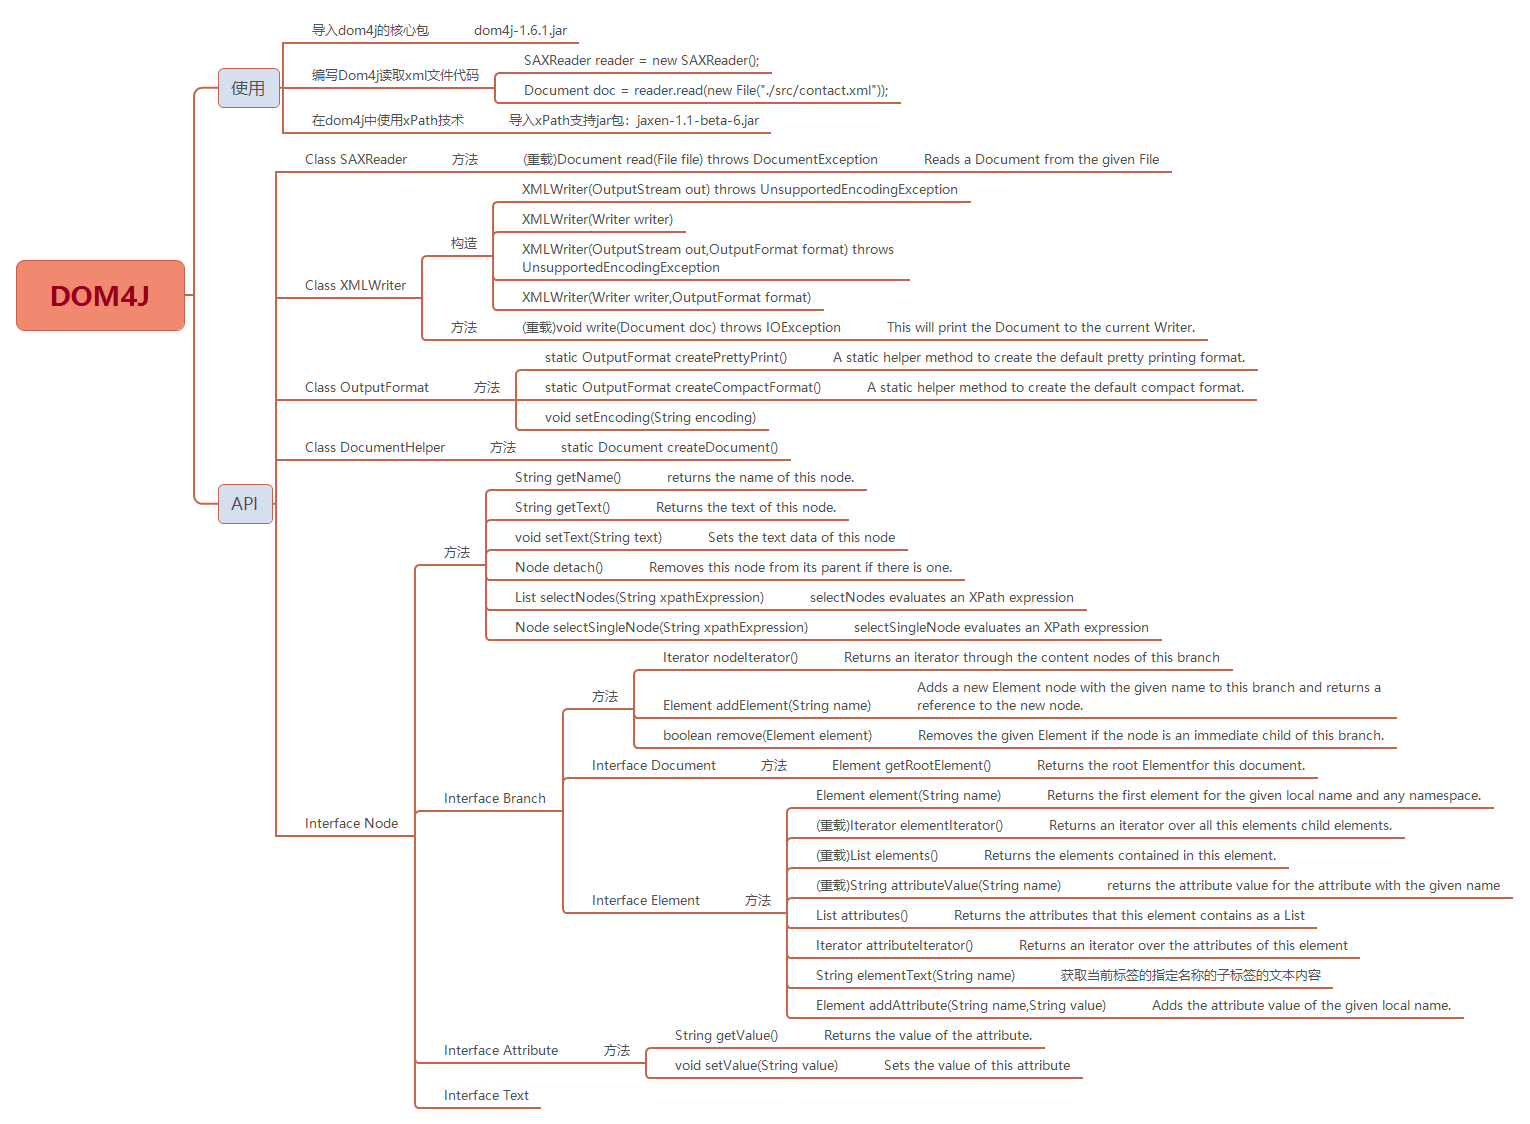 DOM4J
使用
导入dom4j的核心包
dom4j-1.6.1.jar
编写Dom4j读取xml文件代码
SAXReader reader = new SAXReader();
Document doc = reader.read(new File("./src/contact.xml"));
在dom4j中使用xPath技术
导入xPath支持jar包：jaxen-1.1-beta-6.jar
API
Class SAXReader
方法
(重载)Document read(File file) throws DocumentException
Reads a Document from the given File
Class XMLWriter
构造
XMLWriter(OutputStream out) throws UnsupportedEncodingException
XMLWriter(Writer writer)
XMLWriter(OutputStream out,OutputFormat format) throws
UnsupportedEncodingException
XMLWriter(Writer writer,OutputFormat format)
方法
(重载)void write(Document doc) throws IOException
This will print the Document to the current Writer.
Class OutputFormat
方法
static OutputFormat createPrettyPrint()
A static helper method to create the default pretty printing format.
static OutputFormat createCompactFormat()
A static helper method to create the default compact format.
void setEncoding(String encoding)
Class DocumentHelper
方法
static Document createDocument()
Interface Node
方法
String getName()
returns the name of this node.
String getText()
Returns the text of this node.
void setText(String text)
Sets the text data of this node
Node detach()
Removes this node from its parent if there is one.
List selectNodes(String xpathExpression)
selectNodes evaluates an XPath expression
Node selectSingleNode(String xpathExpression)
selectSingleNode evaluates an XPath expression
Interface Branch
方法
Iterator nodeIterator()
Returns an iterator through the content nodes of this branch
Element addElement(String name)
Adds a new Element node with the given name to this branch and returns a
reference to the new node.
boolean remove(Element element)
Removes the given Element if the node is an immediate child of this branch.
Interface Document
方法
Element getRootElement()
Returns the root Elementfor this document.
Interface Element
方法
Element element(String name)
Returns the first element for the given local name and any namespace.
(重载)Iterator elementIterator()
Returns an iterator over all this elements child elements.
(重载)List elements()
Returns the elements contained in this element.
(重载)String attributeValue(String name)
returns the attribute value for the attribute with the given name
List attributes()
Returns the attributes that this element contains as a List
Iterator attributeIterator()
Returns an iterator over the attributes of this element
String elementText(String name)
获取当前标签的指定名称的子标签的文本内容
Element addAttribute(String name,String value)
Adds the attribute value of the given local name.
Interface Attribute
方法
String getValue()
Returns the value of the attribute.
void setValue(String value)
Sets the value of this attribute
Interface Text